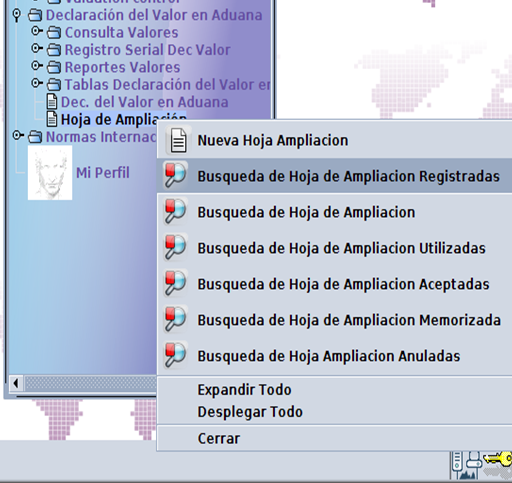 Valuation Control
Declaración del Valor en Aduana
Consulta Valores
Registro Serial Dec Valor
Reportes Valores
Tablas Declaración del Valor en
Dec. del Valor en Aduana
Hoja de Ampliación
Normas Internac
Mi Perfil
Nueva Hoja Ampliacion
Busqueda de Hoja de Ampliacion Registradas
Busqueda de Hoja de Ampliacion
Busqueda de Hoja de Ampliacion Utilizadas
Busqueda de Hoja de Ampliacion Aceptadas
Busqueda de Hoja de Ampliacion Memorizada
Busqueda de Hoja Ampliacion Anuladas
Expandir Todo
Desplegar Todo
Cerrar